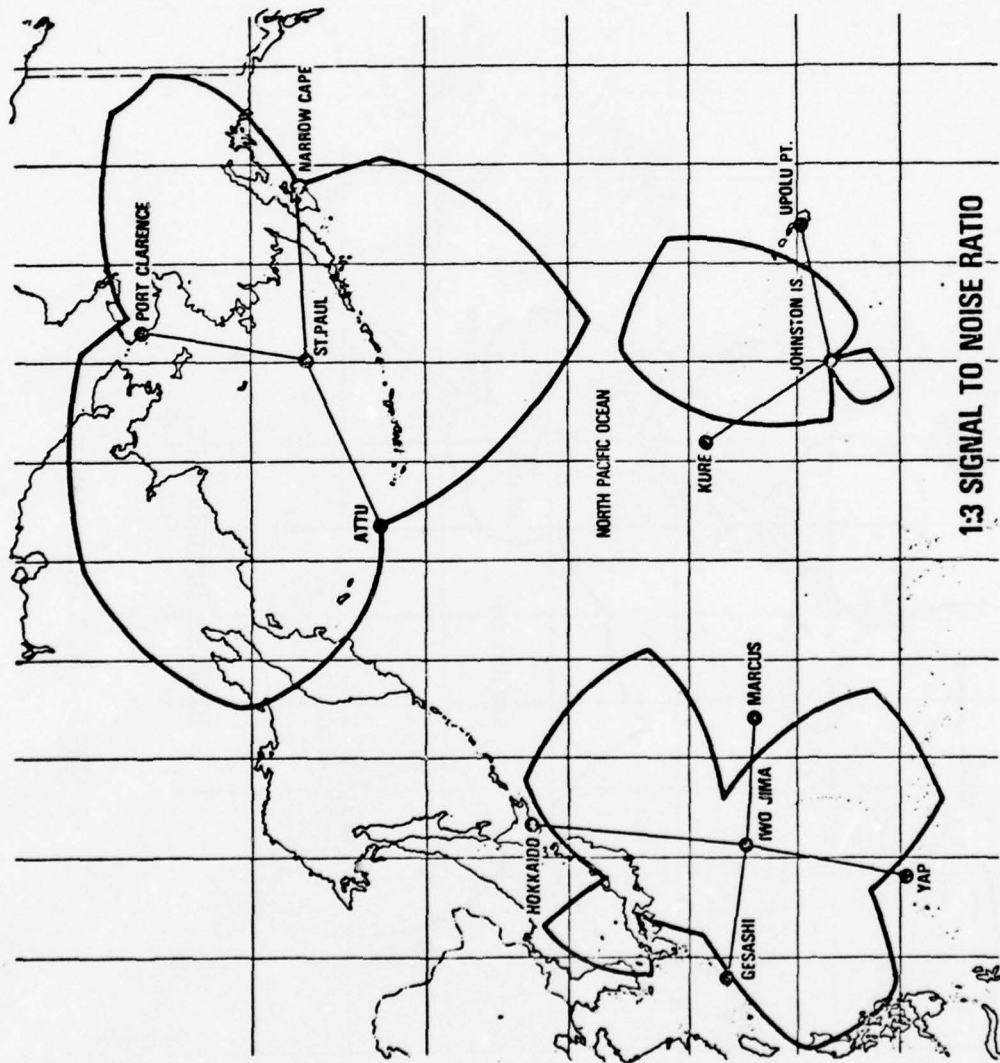 NARROW CAPE
PORT CLARENCE
ST.PAUL
ATTU
UPOLU PT.
JOHNSTON IS.
NORTH PACIFIC OCEAN
KURE
MARCUS
IWO JIMA
HOKKAIDO
GESASHI
YAP
1:3 SIGNAL TO NOISE RATIO